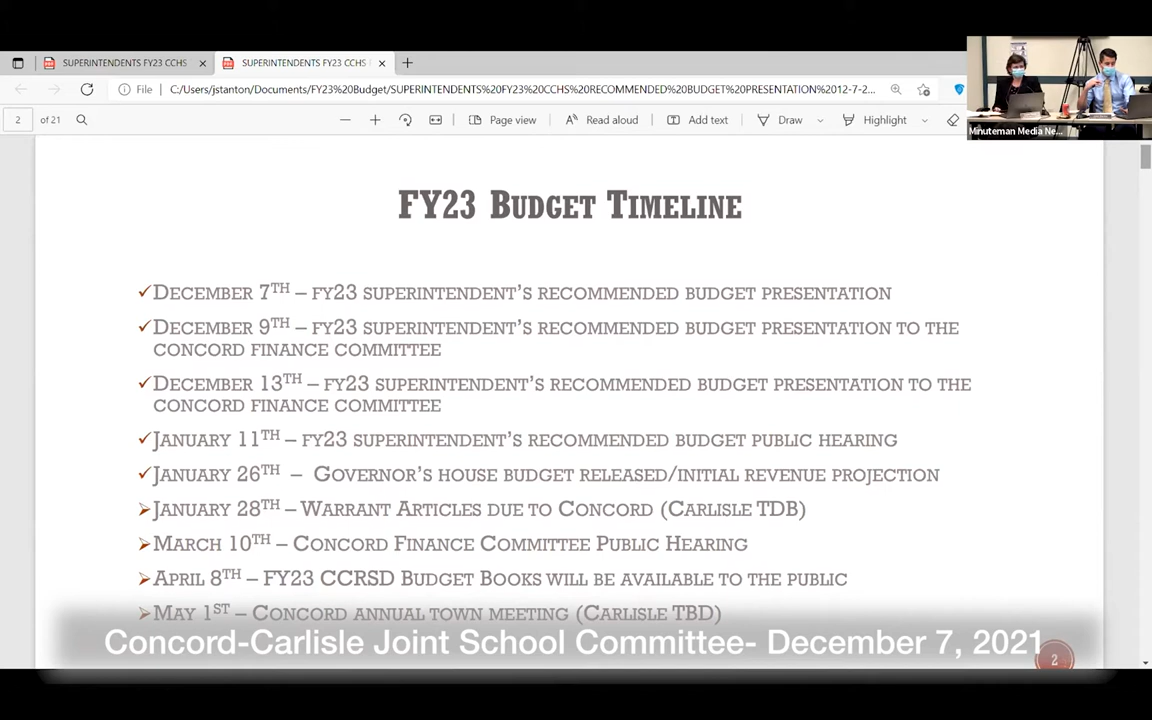 SUPERINTENDENTS FY23 CCHS
SUPERINTENDENTS FY23 CCHS
File
C:/Users/jstanton/Documents/FY23%20Budget/SUPERINTENDENTS%20FY23%20CCHS%20RECOMMENDED%20BUDGET%20PRESENTATION%2012-7-2...
2 of 21
Page view
Read aloud
Add text
Draw
Highlight
Minuteman Media Ne...
FY23 BUDGET TIMELINE
✓DECEMBER 7TH – FY23 SUPERINTENDENT’S RECOMMENDED BUDGET PRESENTATION
✓DECEMBER 9TH – FY23 SUPERINTENDENT’S RECOMMENDED BUDGET PRESENTATION TO THE
CONCORD FINANCE COMMITTEE
✓DECEMBER 13TH – FY23 SUPERINTENDENT’S RECOMMENDED BUDGET PRESENTATION TO THE
CONCORD FINANCE COMMITTEE
✓JANUARY 11TH – FY23 SUPERINTENDENT’S RECOMMENDED BUDGET PUBLIC HEARING
✓JANUARY 26TH – GOVERNOR’S HOUSE BUDGET RELEASED/INITIAL REVENUE PROJECTION
➢JANUARY 28TH – WARRANT ARTICLES DUE TO CONCORD (CARLISLE TDB)
➢MARCH 10TH – CONCORD FINANCE COMMITTEE PUBLIC HEARING
➢APRIL 8TH – FY23 CCRSD BUDGET BOOKS WILL BE AVAILABLE TO THE PUBLIC
➢MAY 1ST – CONCORD ANNUAL TOWN MEETING (CARLISLE TBD)
Concord-Carlisle Joint School Committee- December 7, 2021
2